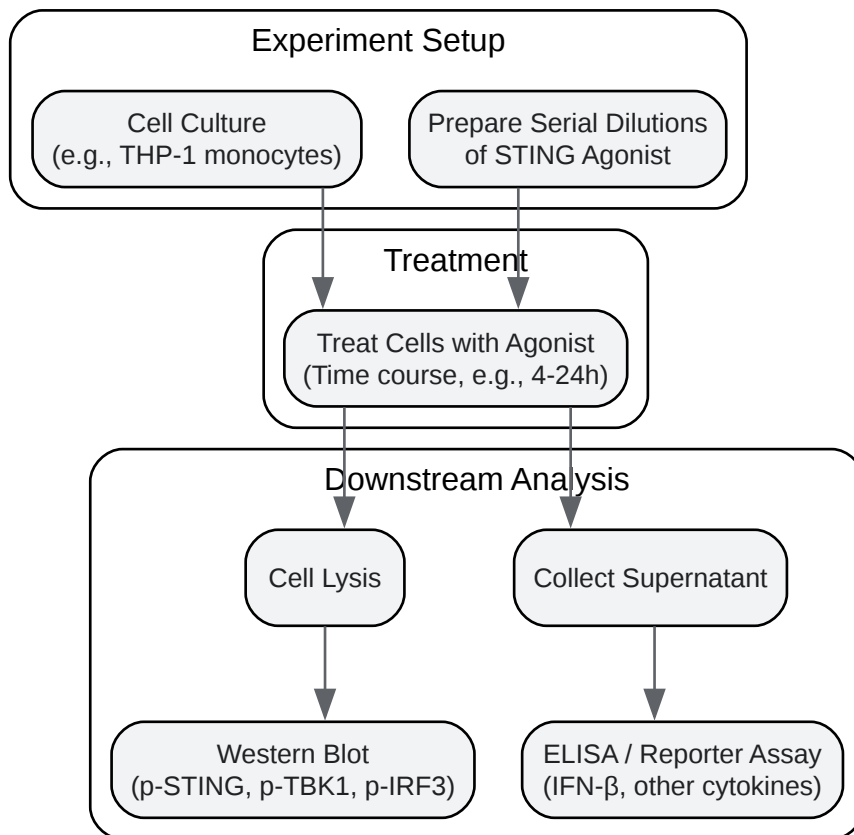 Experiment Setup
Cell Culture
(e.g., THP-1 monocytes)
Prepare Serial Dilutions
of STING Agonist
Treatment
Treat Cells with Agonist
(Time course, e.g., 4-24h)
Downstream Analysis
Cell Lysis
Collect Supernatant
Western Blot
(p-STING, p-TBK1, p-IRF3)
ELISA / Reporter Assay
(IFN-β, other cytokines)